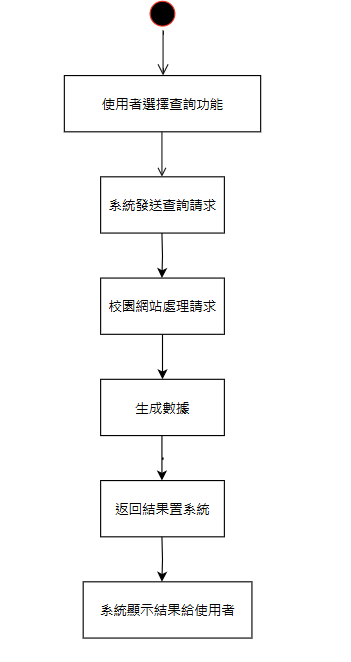 使用者選擇查詢功能
系統發送查詢請求
校園網站處理請求
生成數據
返回結果置系統
系統顯示結果給使用者